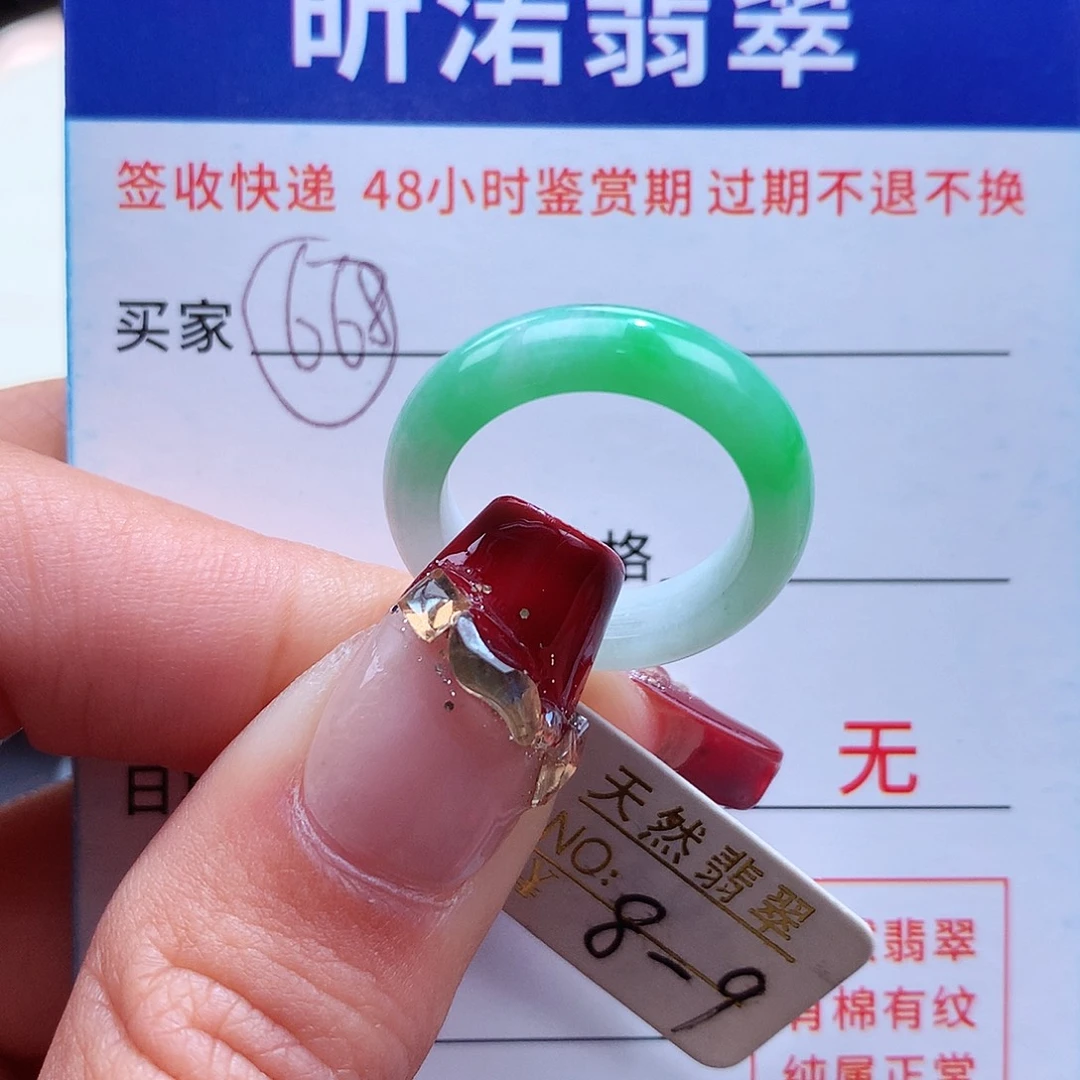 昕渃翡翠
签收快递 48小时鉴赏期 过期不退不换
买家 668
格
无
日
天然翡翠
NO: 8-9
翡翠
有棉有纹
纯属正常